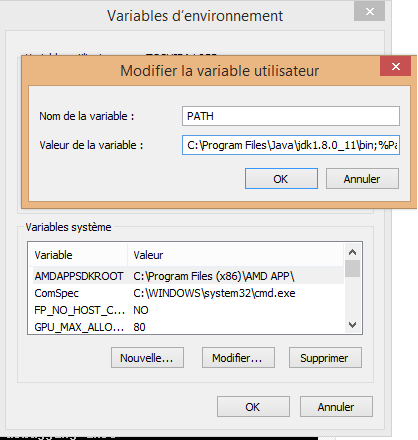 Variables d'environnement
Modifier la variable utilisateur
Nom de la variable :
PATH
Valeur de la variable :
C:\Program Files\Java\jdk1.8.0_11\bin;%Pa
OK
Annuler
Variables système
Variable
Valeur
AMDAPPSDKROOT
C:\Program Files (x86)\AMD APP\
ComSpec
C:\WINDOWS\system32\cmd.exe
FP_NO_HOST_C...
NO
GPU_MAX_ALLO...
80
Nouvelle...
Modifier...
Supprimer
OK
Annuler